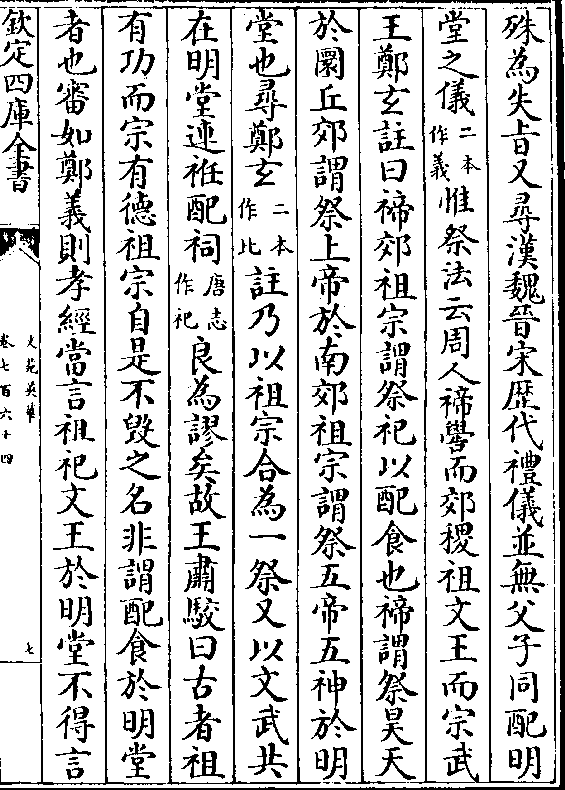 殊為失旨又尋漢魏晉宋歴代禮儀並無父子同配明
堂之儀二本作義惟祭法云周人禘嚳而郊稷祖文王而宗武
王鄭𤣥註曰禘郊祖宗謂祭祀以配食也禘謂祭昊天
於圜丘郊謂祭上帝於南郊祖宗謂祭五帝五神於明
堂也尋鄭𤣥二本作比註乃以祖宗合為一祭又以文武共
在明堂連袵配祠唐志作祀良為謬矣故王肅駮曰古者祖
有功而宗有德祖宗自是不毁之名非謂配食於明堂
者也審如鄭義則孝經當言祖祀文王於明堂不得言
欽定四庫全書
文苑英華
卷七百六十四
七